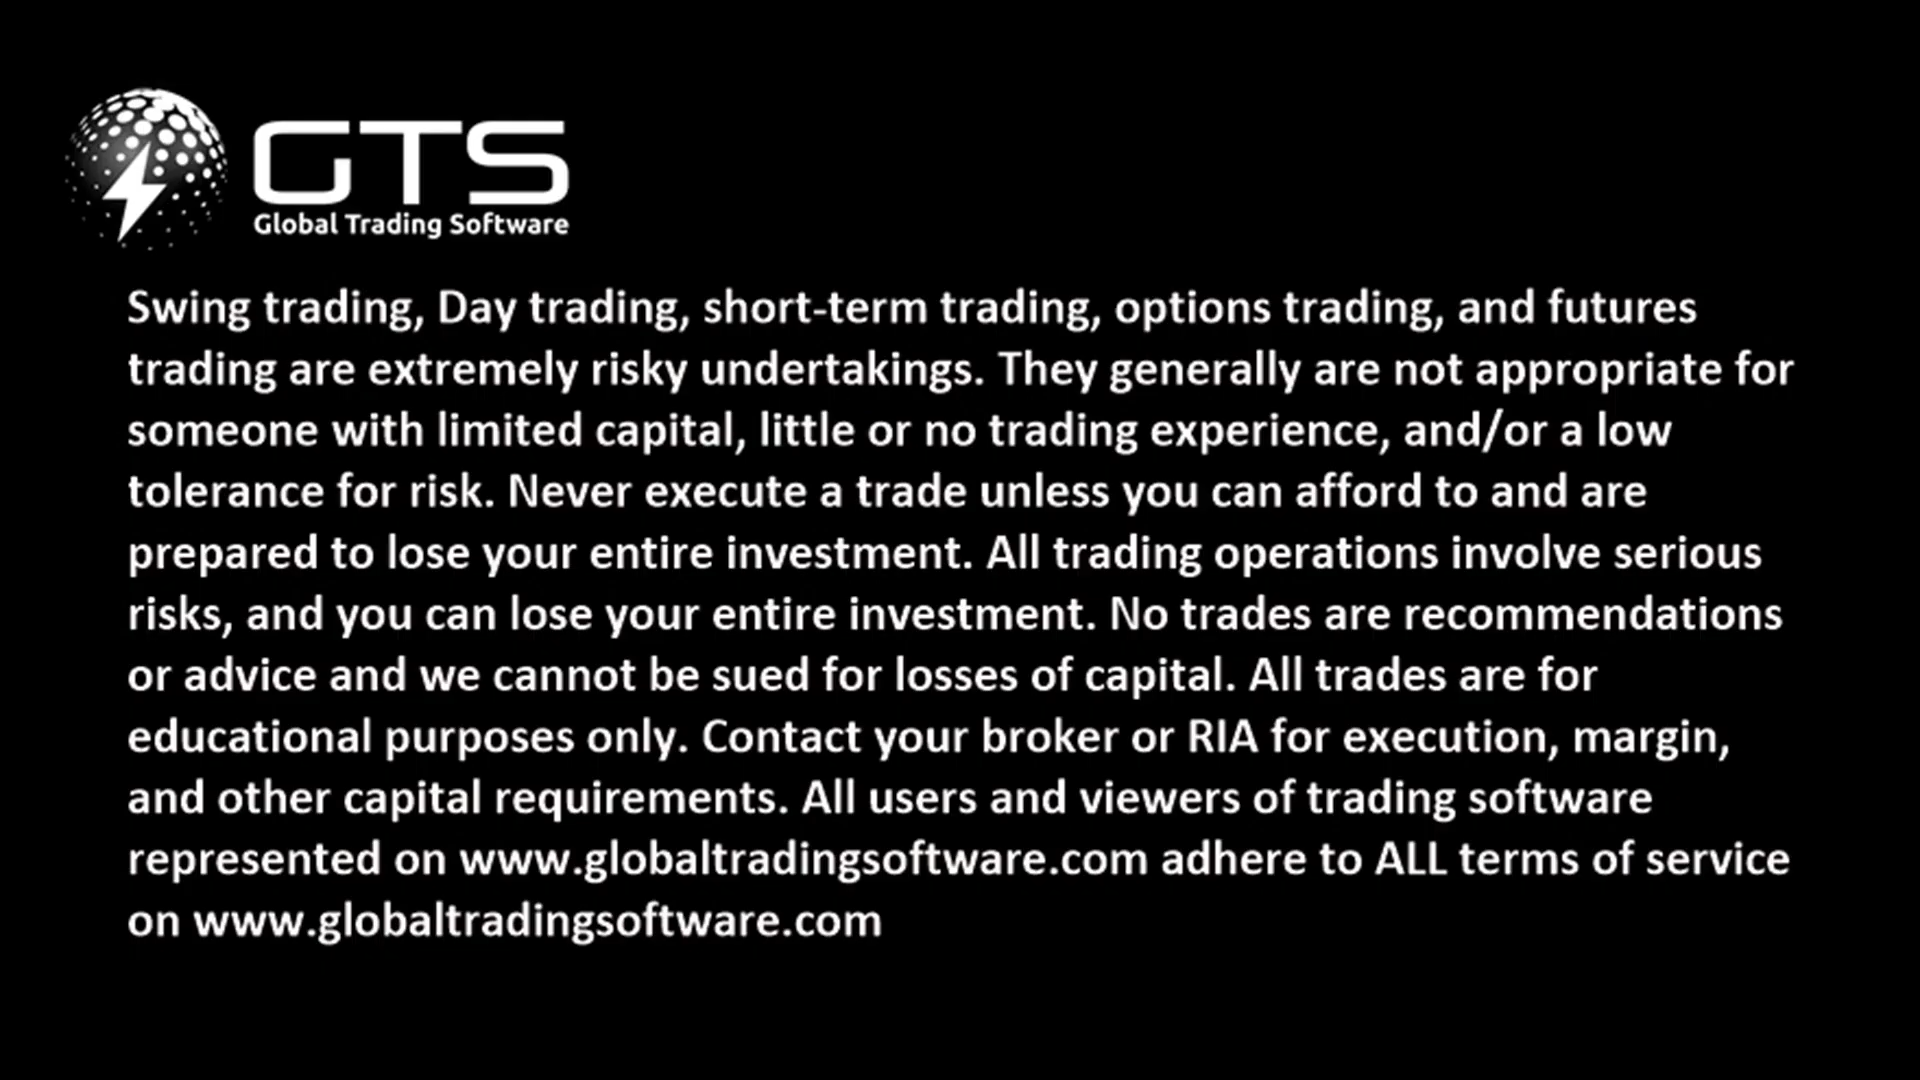 GTS
Global Trading Software
Swing trading, Day trading, short-term trading, options trading, and futures
trading are extremely risky undertakings. They generally are not appropriate for
someone with limited capital, little or no trading experience, and/or a low
tolerance for risk. Never execute a trade unless you can afford to and are
prepared to lose your entire investment. All trading operations involve serious
risks, and you can lose your entire investment. No trades are recommendations
or advice and we cannot be sued for losses of capital. All trades are for
educational purposes only. Contact your broker or RIA for execution, margin,
and other capital requirements. All users and viewers of trading software
represented on www.globaltradingsoftware.com adhere to ALL terms of service
on www.globaltradingsoftware.com